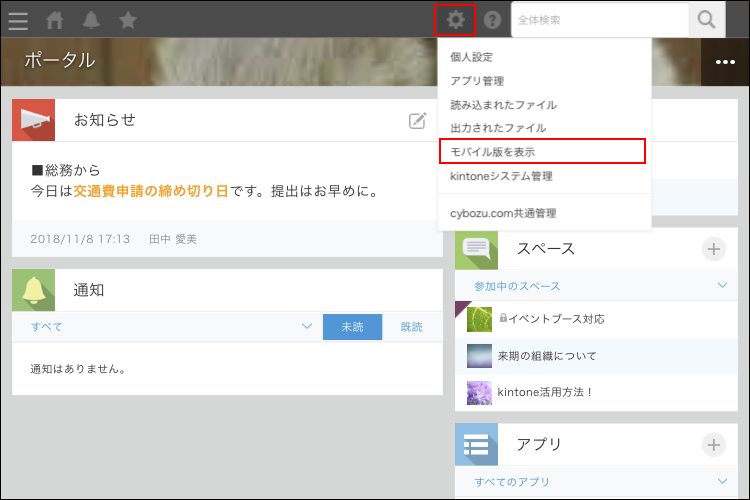 全体検索
ポータル
個人設定
アプリ管理
読み込まれたファイル
出力されたファイル
モバイル版を表示
kintoneシステム管理
cybozu.com共通管理
お知らせ
■総務から
今日は交通費申請の締め切り日です。提出はお早めに。
2018/11/8 17:13 田中 愛美
通知
すべて
未読
既読
通知はありません。
スペース
参加中のスペース
イベントブース対応
来期の組織について
kintone活用方法！
アプリ
すべてのアプリ